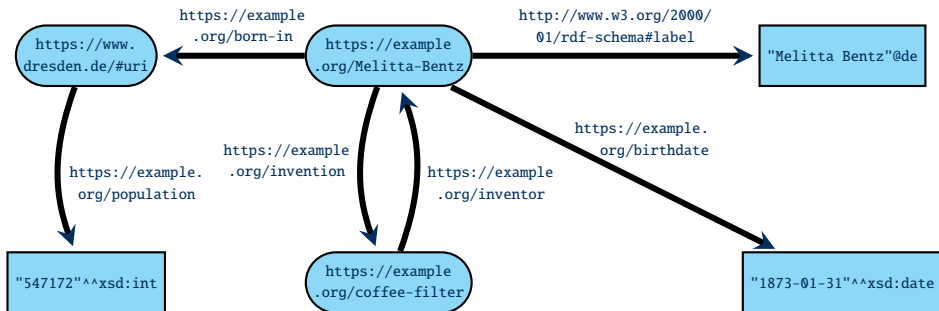 https://example
.org/born-in
http://www.w3.org/2000/
01/rdf-schema#label
https://www.
dresden.de/#uri
https://example
.org/Melitta-Bentz
"Melitta Bentz"@de
https://example.
org/birthdate
https://example
.org/invention
https://example.
org/population
https://example
.org/inventor
"547172"^^xsd:int
https://example
.org/coffee-filter
"1873-01-31"^^xsd:date